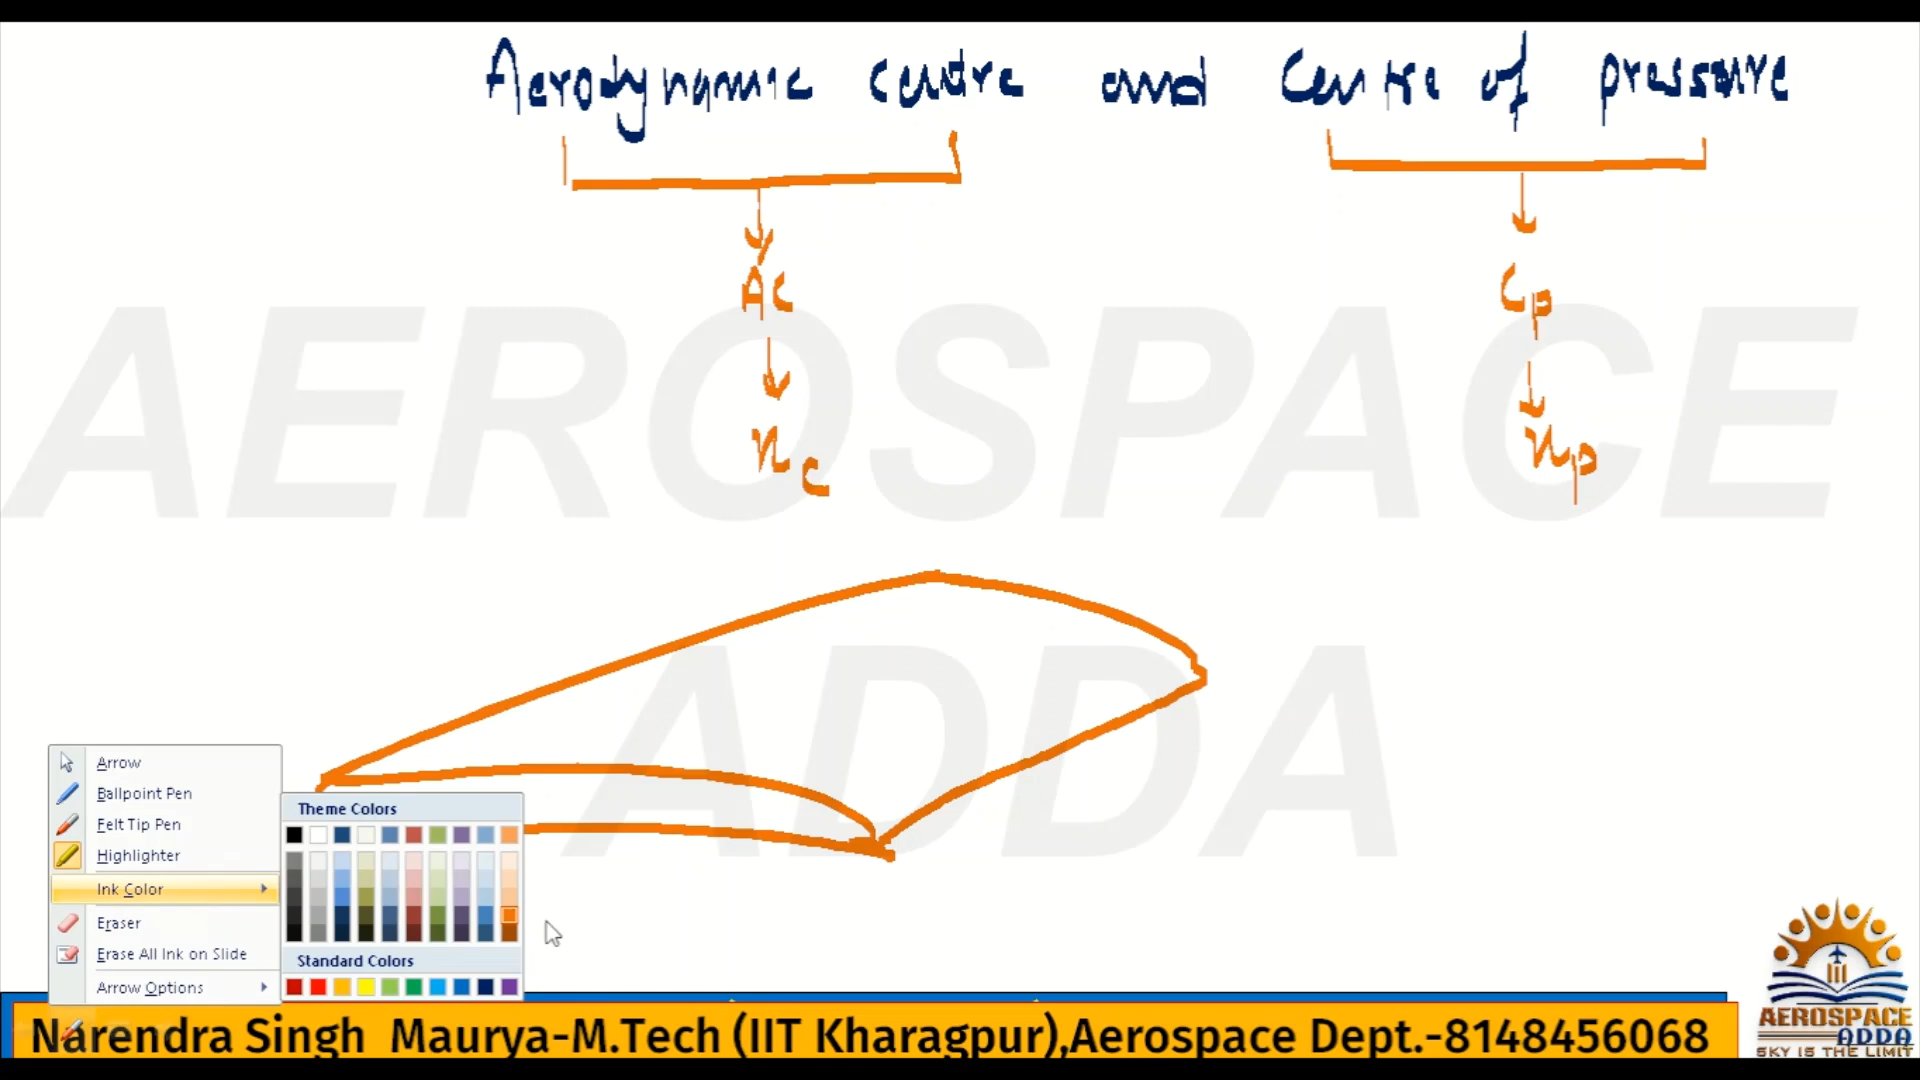 Aerodynamic centre and Centre of pressure
AC
Cp
xc
xp
AEROSPACE
ADDA
Arrow
Ballpoint Pen
Felt Tip Pen
Highlighter
Ink Color
Eraser
Erase All Ink on Slide
Arrow Options
Theme Colors
Standard Colors
Narendra Singh Maurya-M.Tech (IIT Kharagpur),Aerospace Dept.-8148456068
AEROSPACE
ADDA
SKY IS THE LIMIT